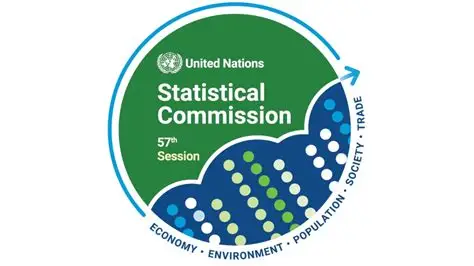 United Nations
Statistical
Commission
57th
Session
ECONOMY • ENVIRONMENT • POPULATION • SOCIETY • TRADE